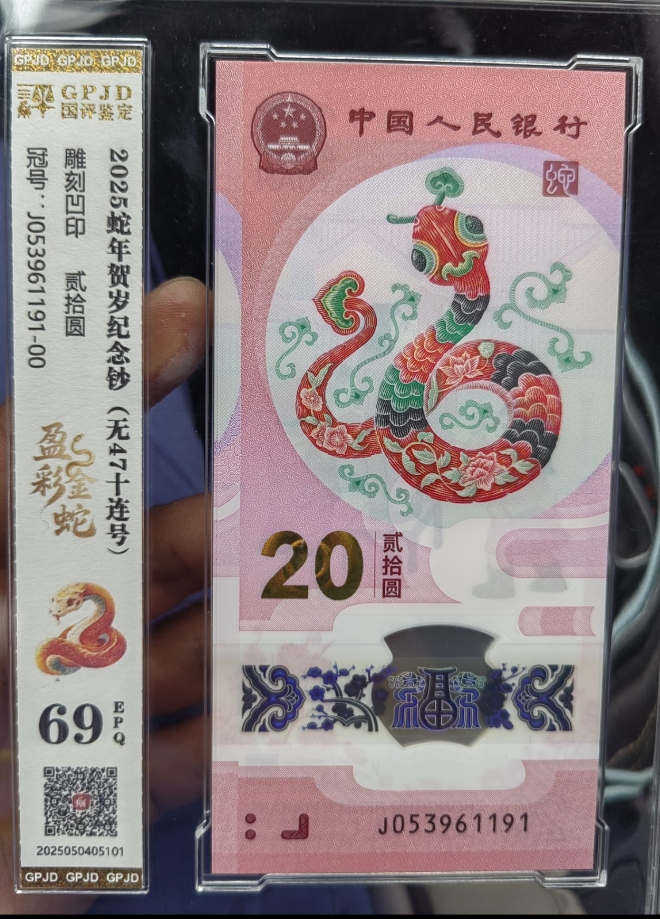 GPJD GPJD GPJD
GPJD
国评鉴定
2025蛇年贺岁纪念钞（无47十连号）
雕刻凹印 贰拾圆
冠号：J053961191-00
盈彩金蛇
69
EPQ
2025050405101
GPJD GPJD GPJD
中国人民银行
20
贰拾圆
J053961191